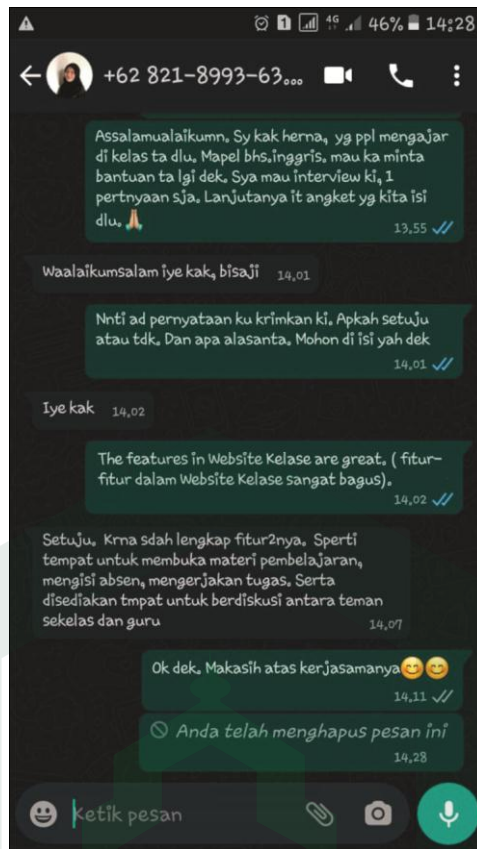 1 4G 46% 14:28
+62 821-8993-63...
Assalamualaikumn. Sy kak herna, yg ppl mengajar
di kelas ta dlu. Mapel bhs.inggris. mau ka minta
bantuan ta lgi dek. Sya mau interview ki, 1
pertnyaan sja. Lanjutanya it angket yg kita isi
dlu. 🙏🏻
13,55
Waalaikumsalam iye kak, bisaji 14,01
Nnti ad pernyataan ku krimkan ki. Apkah setuju
atau tdk. Dan apa alasanta. Mohon di isi yah dek
14,01
Iye kak 14,02
The features in Website Kelase are great. ( fitur-
fitur dalam Website Kelase sangat bagus).
14,02
Setuju. Krna sdah lengkap fitur2nya. Sperti
tempat untuk membuka materi pembelajaran,
mengisi absen, mengerjakan tugas. Serta
disediakan tmpat untuk berdiskusi antara teman
sekelas dan guru 14,07
Ok dek. Makasih atas kerjasamanya😊😊
14,11
Anda telah menghapus pesan ini
14,28
Ketik pesan